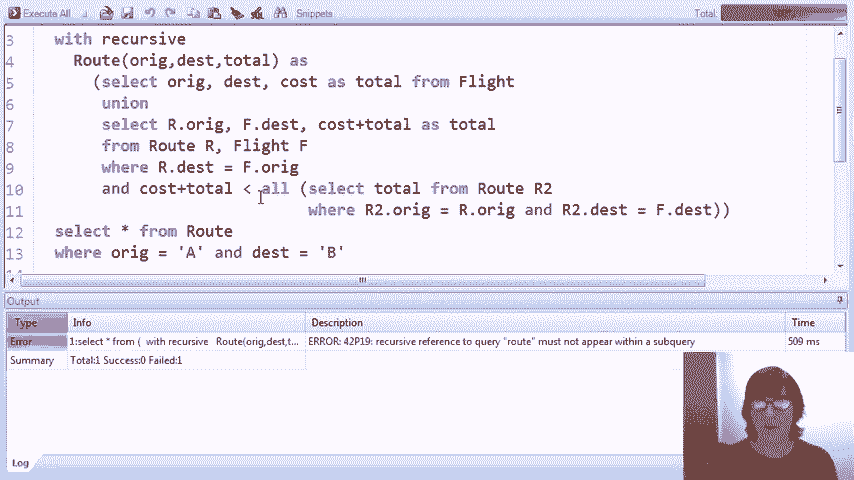 Execute All Snippets Total:
3 with recursive
4 Route(orig,dest,total) as
5 (select orig, dest, cost as total from Flight
6 union
7 select R.orig, F.dest, cost+total as total
8 from Route R, Flight F
9 where R.dest = F.orig
10 and cost+total < all (select total from Route R2
11 where R2.orig = R.orig and R2.dest = F.dest))
12 select * from Route
13 where orig = 'A' and dest = 'B'
14
Output
Type Info Description Time
Error 1:select * from ( with recursive Route(orig,dest,t... ERROR: 42P19: recursive reference to query "route" must not appear within a subquery 509 ms
Summary Total:1 Success:0 Failed:1
Log